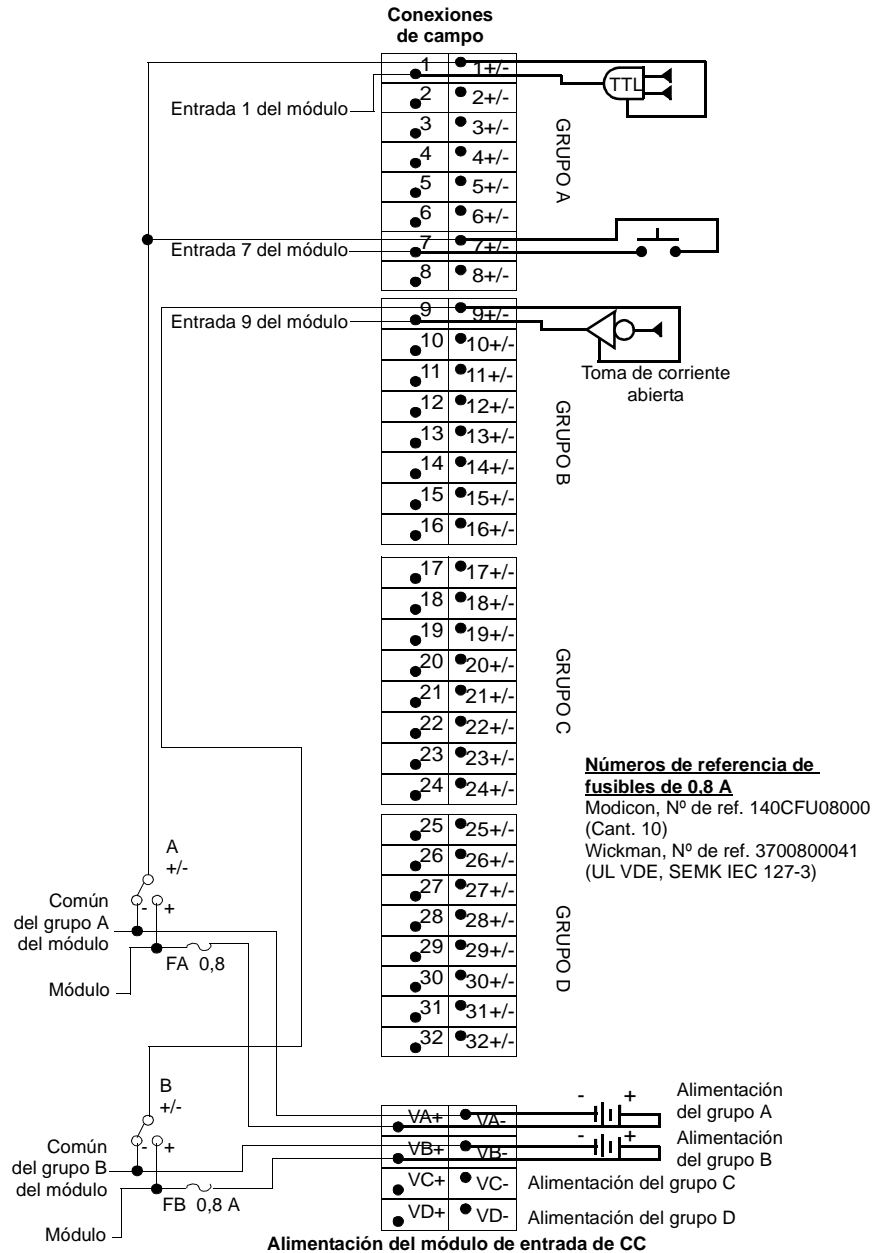 Conexiones
de campo
1 1+/-
TTL
Entrada 1 del módulo
2 2+/-
3 3+/-
4 4+/-
5 5+/-
6 6+/-
GRUPO A
Entrada 7 del módulo
7 7+/-
8 8+/-
Entrada 9 del módulo
9 9+/-
10 10+/-
Toma de corriente
abierta
11 11+/-
12 12+/-
13 13+/-
14 14+/-
15 15+/-
16 16+/-
GRUPO B
17 17+/-
18 18+/-
19 19+/-
20 20+/-
21 21+/-
22 22+/-
23 23+/-
24 24+/-
GRUPO C
Números de referencia de
fusibles de 0,8 A
Modicon, Nº de ref. 140CFU08000
(Cant. 10)
Wickman, Nº de ref. 3700800041
(UL VDE, SEMK IEC 127-3)
25 25+/-
26 26+/-
27 27+/-
28 28+/-
29 29+/-
30 30+/-
31 31+/-
32 32+/-
GRUPO D
A
+/-
- +
Común
del grupo A
del módulo
FA 0,8
Módulo
B
+/-
- +
Común
del grupo B
del módulo
FB 0,8 A
Módulo
VA+ VA-
- +
Alimentación
del grupo A
VB+ VB-
- +
Alimentación
del grupo B
VC+ VC- Alimentación del grupo C
VD+ VD- Alimentación del grupo D
Alimentación del módulo de entrada de CC